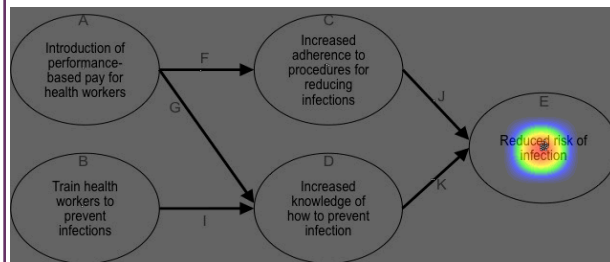 A
Introduction of
performance-
based pay for
health workers
F
C
Increased
adherence to
procedures for
reducing
infections
G
J
E
Reduced risk of
infection
B
Train health
workers to
prevent
infections
I
D
Increased
knowledge of
how to prevent
infection
K